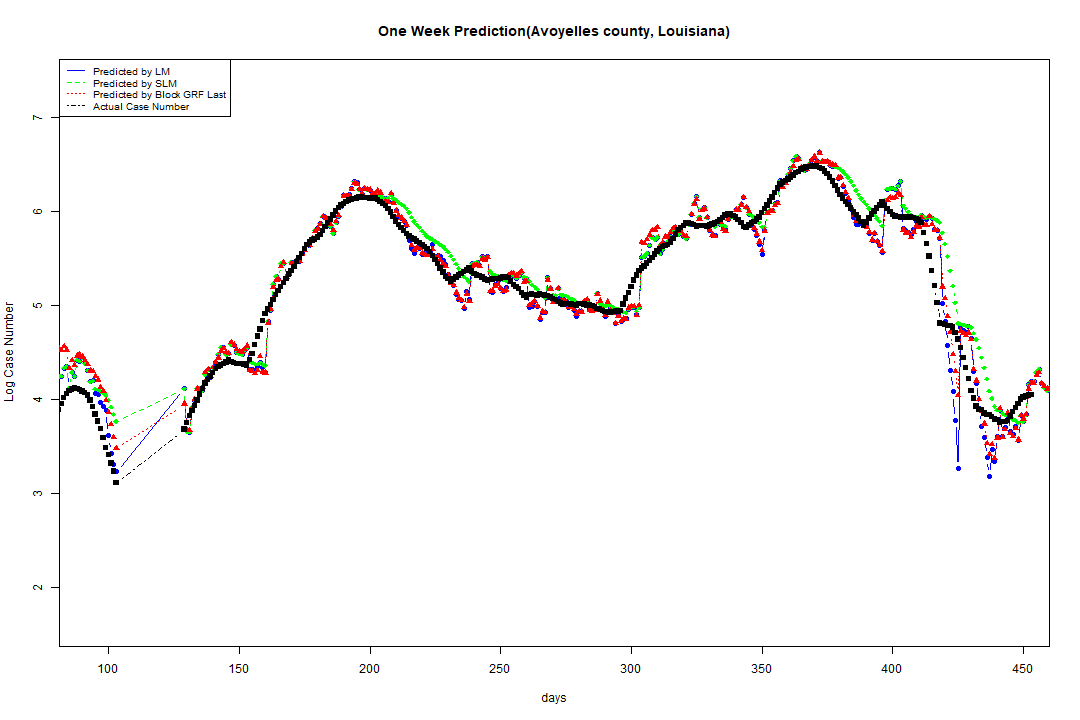 One Week Prediction(Avoyelles county, Louisiana)
Predicted by LM
Predicted by SLM
Predicted by Block GRF Last
Actual Case Number
Log Case Number
7
6
5
4
3
2
100 150 200 250 300 350 400 450
days